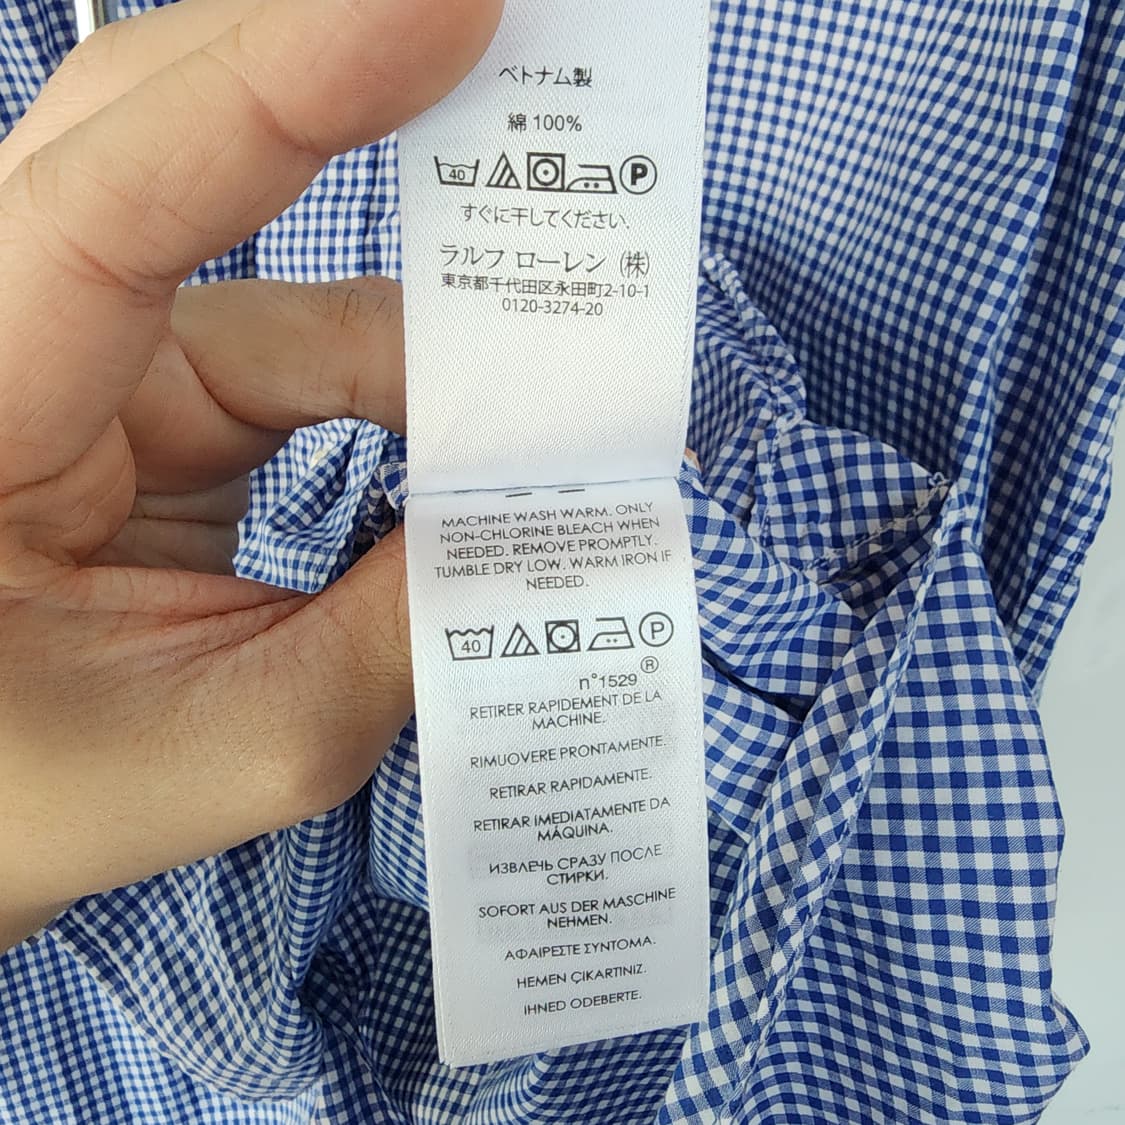 ベトナム製
綿 100%
40 P
すぐに干してください.
ラルフ ローレン (株)
東京都千代田区永田町2-10-1
0120-3274-20
MACHINE WASH WARM. ONLY
NON-CHLORINE BLEACH WHEN
NEEDED. REMOVE PROMPTLY.
TUMBLE DRY LOW. WARM IRON IF
NEEDED.
40 P
®
n°1529
RETIRER RAPIDEMENT DE LA
MACHINE.
RIMUOVERE PRONTAMENTE.
RETIRAR RAPIDAMENTE.
RETIRAR IMEDIATAMENTE DA
MÁQUINA.
ИЗВЛЕЧЬ СРАЗУ ПОСЛЕ
СТИРКИ.
SOFORT AUS DER MASCHINE
NEHMEN.
ΑΦΑΙΡΕΣΤΕ ΣΥΝΤΟΜΑ.
HEMEN ÇIKARTINIZ.
IHNED ODEBERTE.